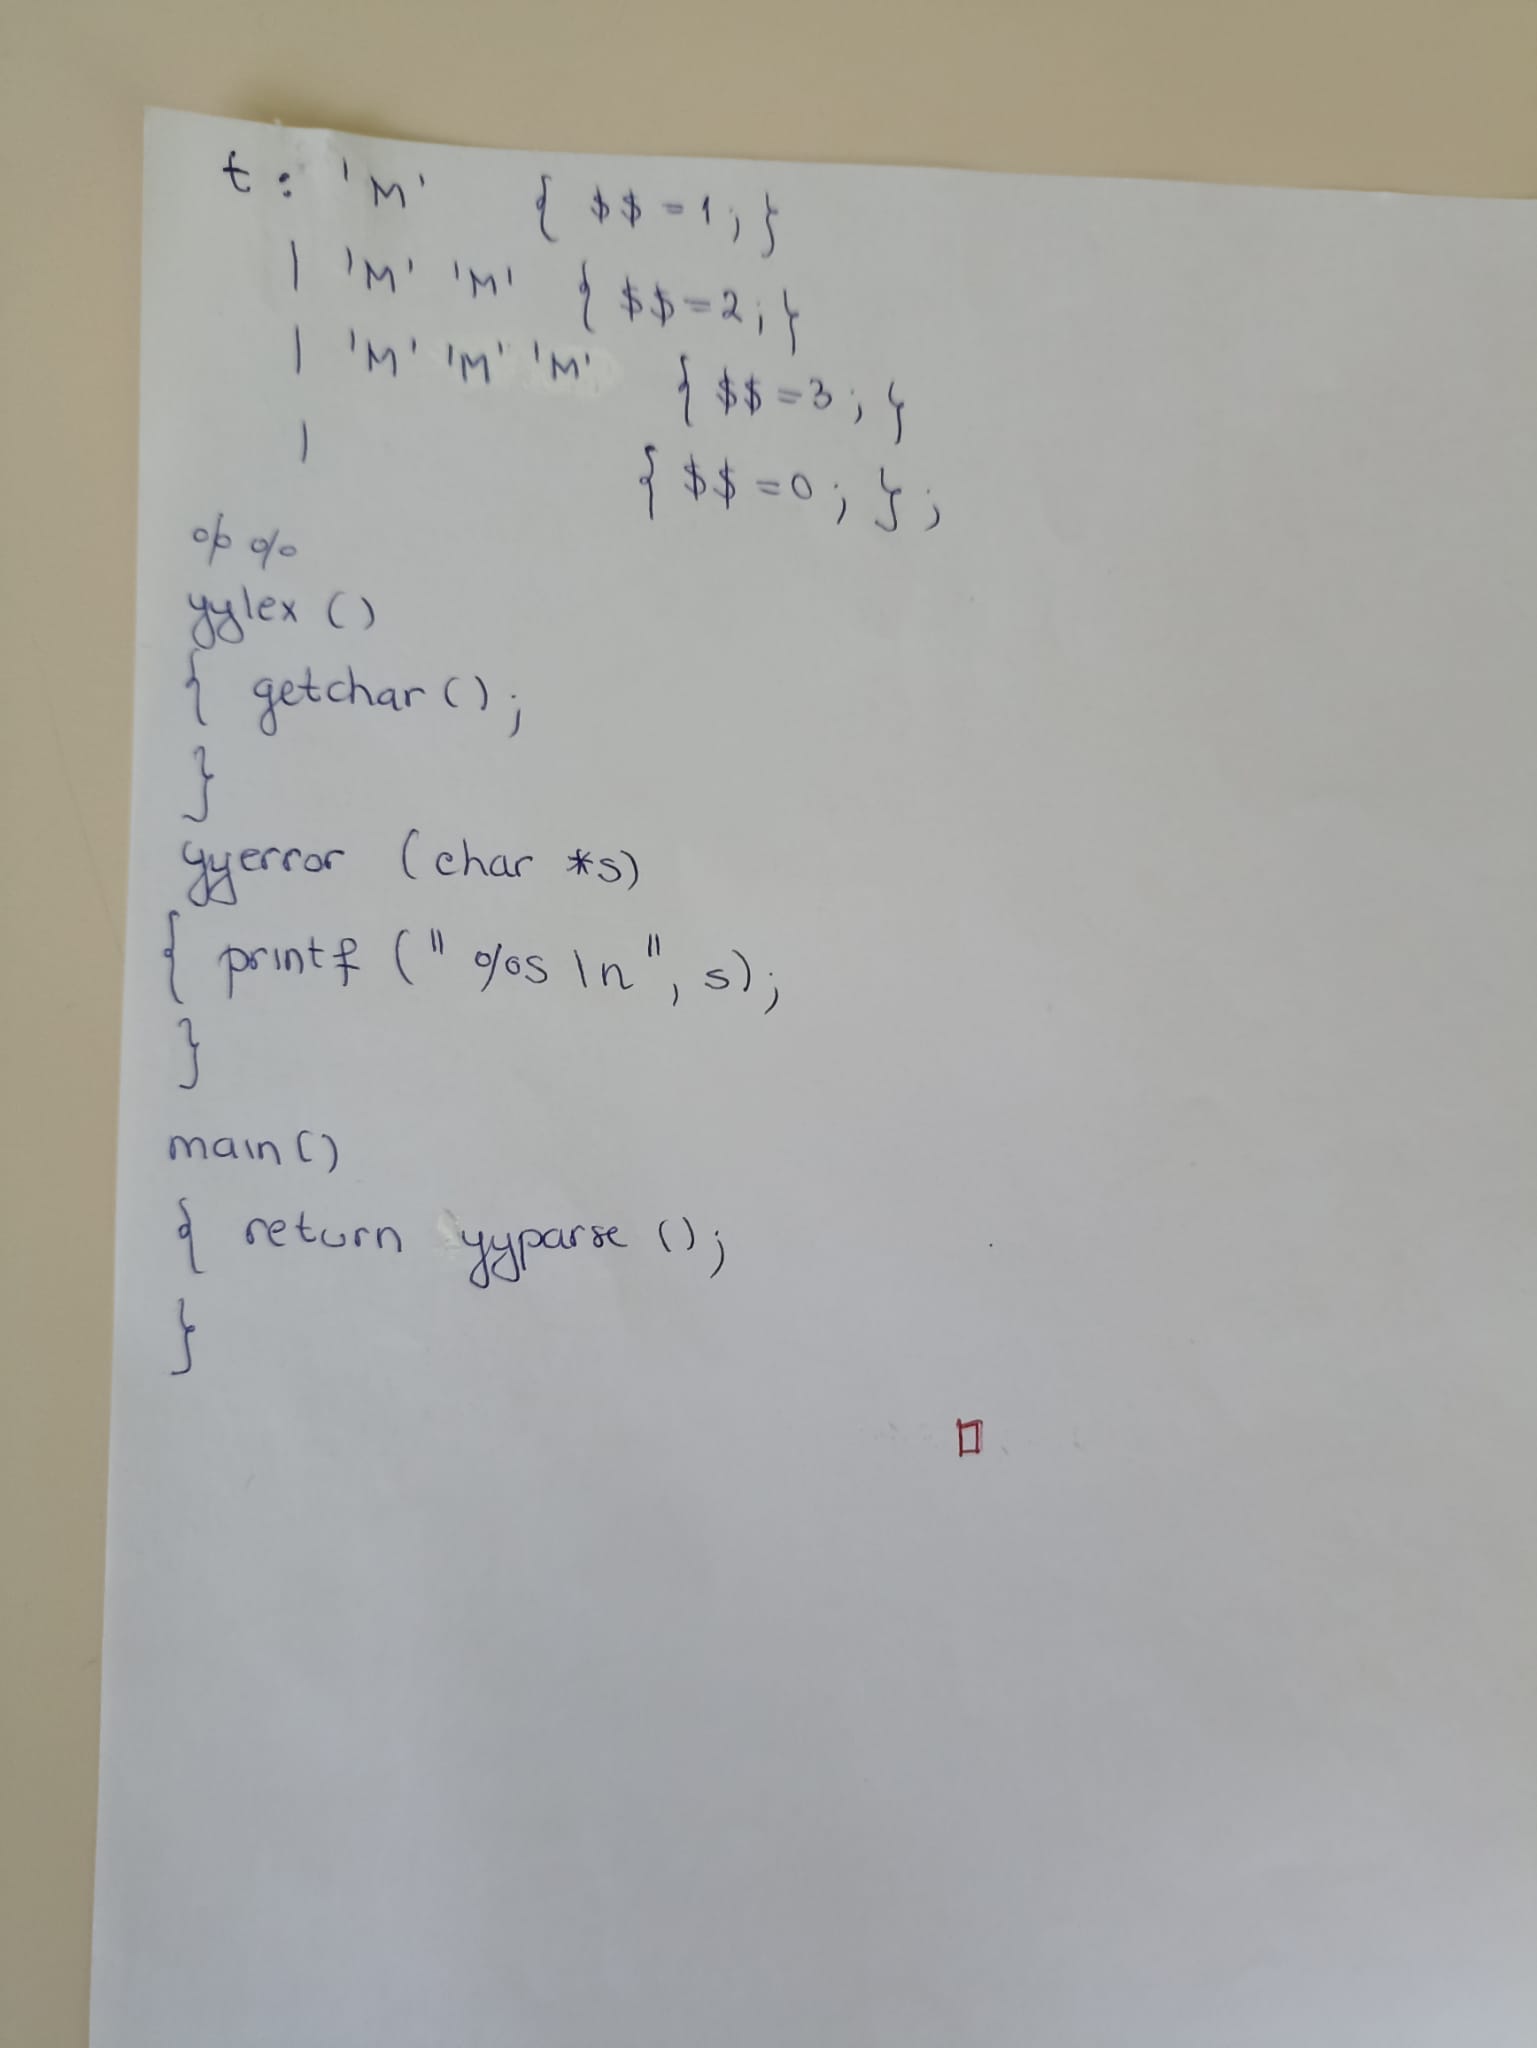 t: 'M' { $$=1; }
| 'M' 'M' { $$=2; }
| 'M' 'M' 'M' { $$=3; }
| { $$=0; };
%%
yylex ()
{ getchar();
}
yyerror (char *s)
{ printf ("%s\n", s);
}
main()
{ return yyparse ();
}